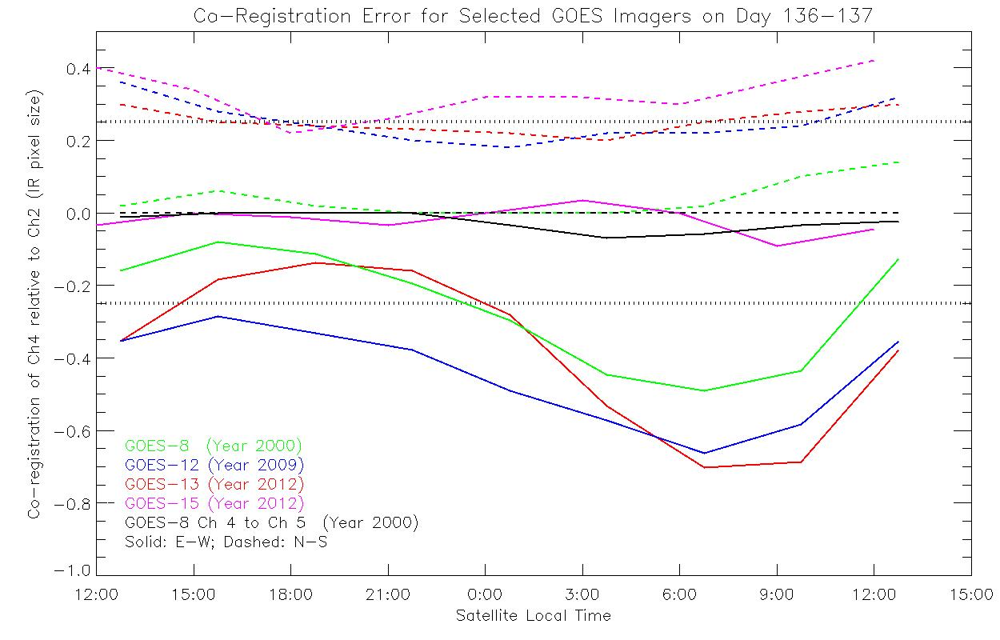 Co-Registration Error for Selected GOES Imagers on Day 136-137
Co-registration of Ch4 relative to Ch2 (IR pixel size)
0.4
0.2
0.0
-0.2
-0.4
-0.6
-0.8
-1.0
GOES-8 (Year 2000)
GOES-12 (Year 2009)
GOES-13 (Year 2012)
GOES-15 (Year 2012)
GOES-8 Ch 4 to Ch 5 (Year 2000)
Solid: E-W; Dashed: N-S
12:00 15:00 18:00 21:00 0:00 3:00 6:00 9:00 12:00 15:00
Satellite Local Time